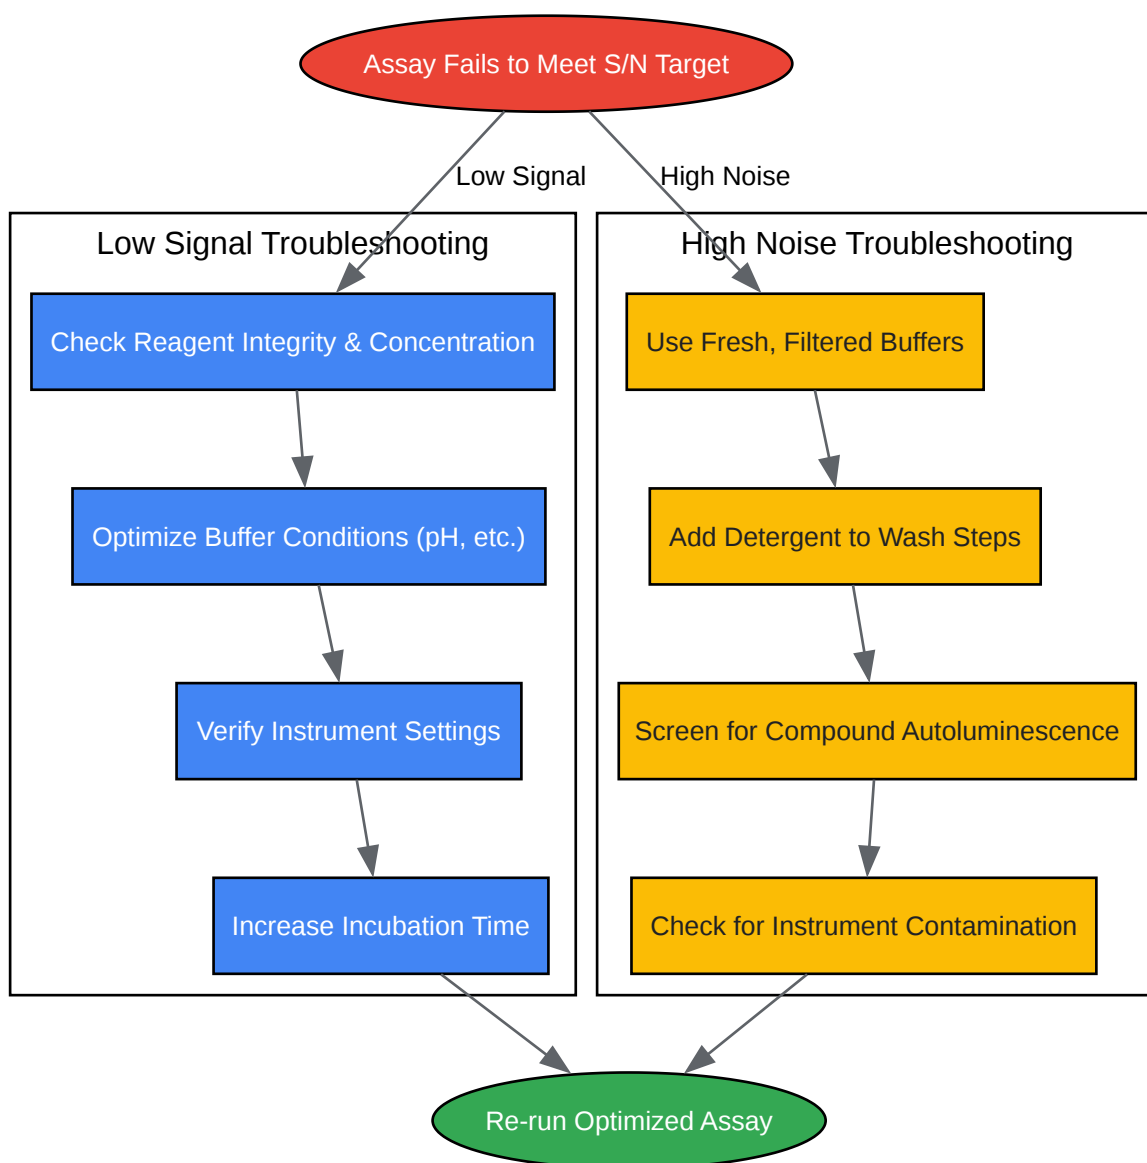 Assay Fails to Meet S/N Target
Low Signal
High Noise
Low Signal Troubleshooting
Check Reagent Integrity & Concentration
Optimize Buffer Conditions (pH, etc.)
Verify Instrument Settings
Increase Incubation Time
High Noise Troubleshooting
Use Fresh, Filtered Buffers
Add Detergent to Wash Steps
Screen for Compound Autoluminescence
Check for Instrument Contamination
Re-run Optimized Assay